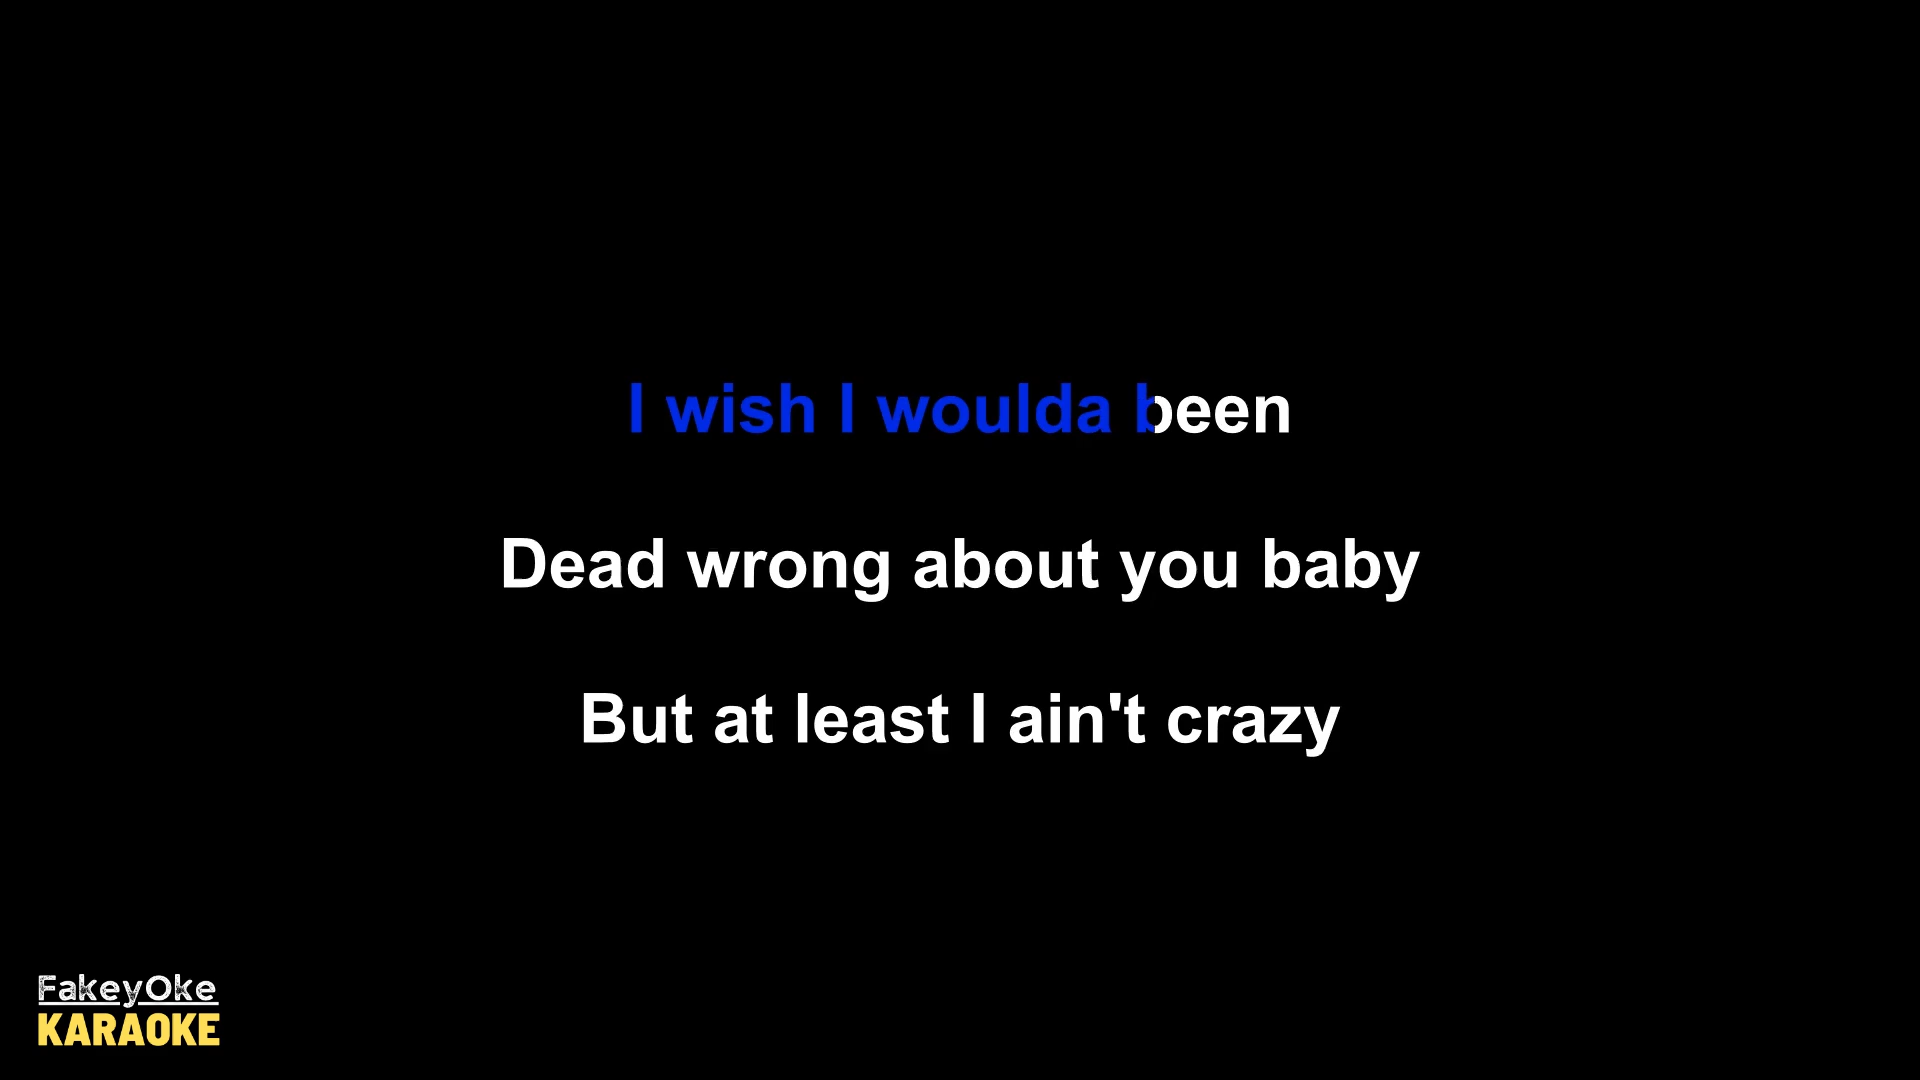 I wish I woulda been
Dead wrong about you baby
But at least I ain't crazy
FakeyOke
KARAOKE